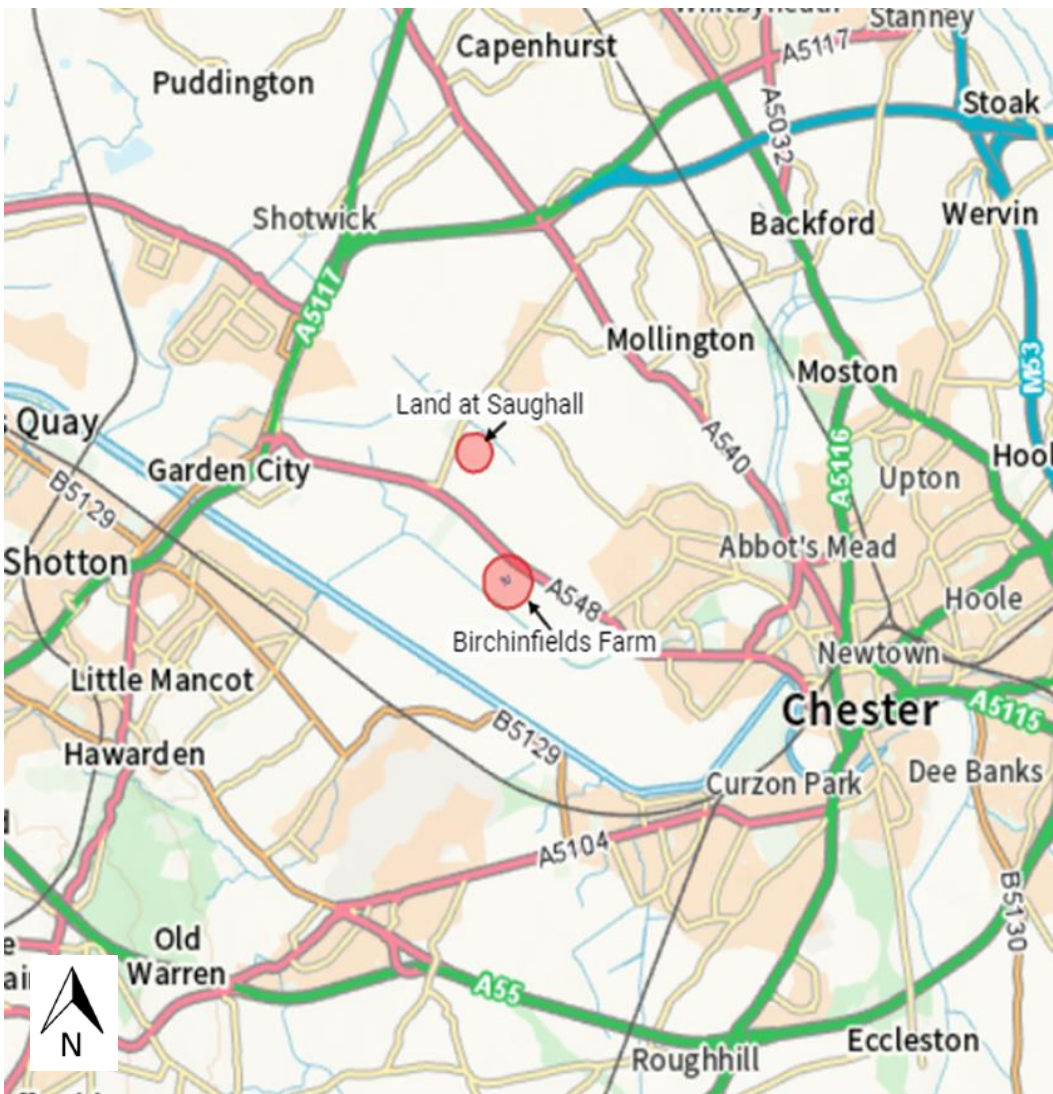 Stanney
Capenhurst
A5117
Puddington
A5032
Stoak
Shotwick
Backford
Wervin
A5117
Mollington
M53
Moston
Land at Saughall
Quay
A540
A5116
Garden City
Upton
B5129
Abbot's Mead
Shotton
A548
Hoole
Birchinfields Farm
Newtown
Little Mancot
Chester
A5115
B5129
Hawarden
Curzon Park
Dee Banks
A5104
B5130
Old
Warren
A55
N
Eccleston
Roughhill